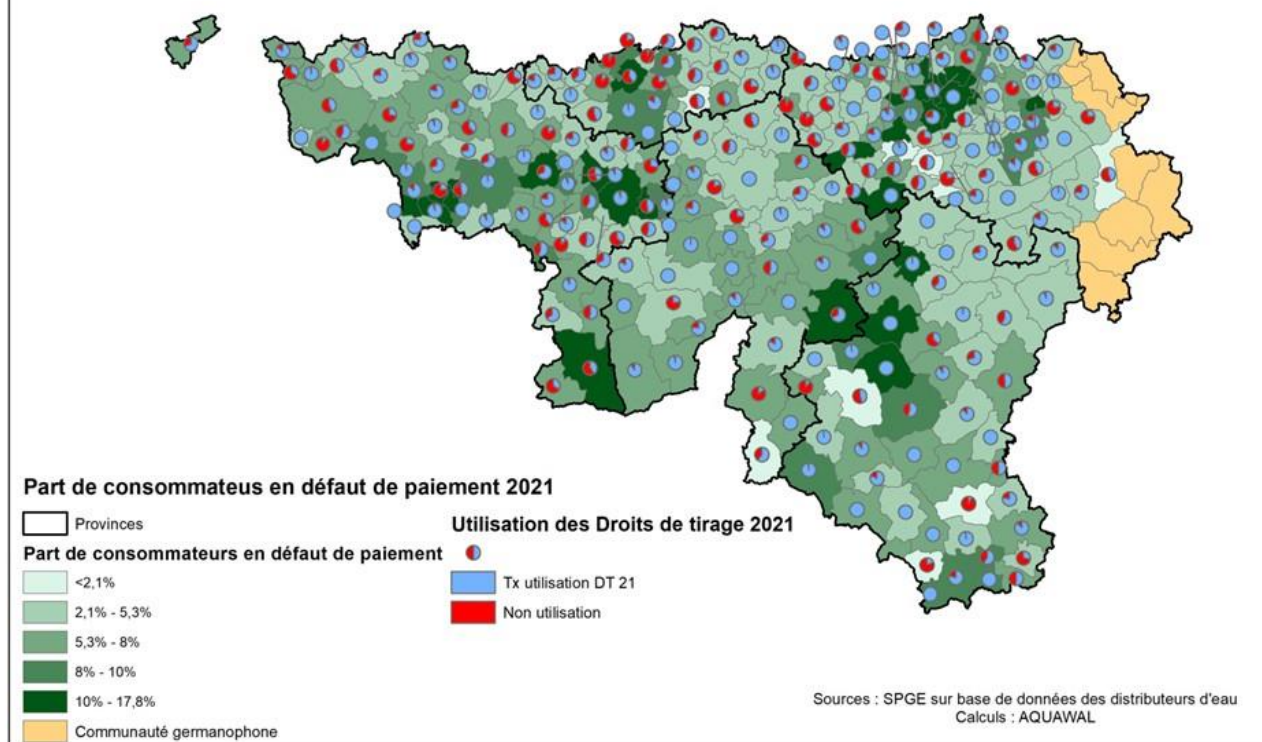 Part de consommateus en défaut de paiement 2021
Provinces
Part de consommateurs en défaut de paiement
<2,1%
2,1% - 5,3%
5,3% - 8%
8% - 10%
10% - 17,8%
Communauté germanophone
Utilisation des Droits de tirage 2021
Tx utilisation DT 21
Non utilisation
Sources : SPGE sur base de données des distributeurs d'eau
Calculs : AQUAWAL